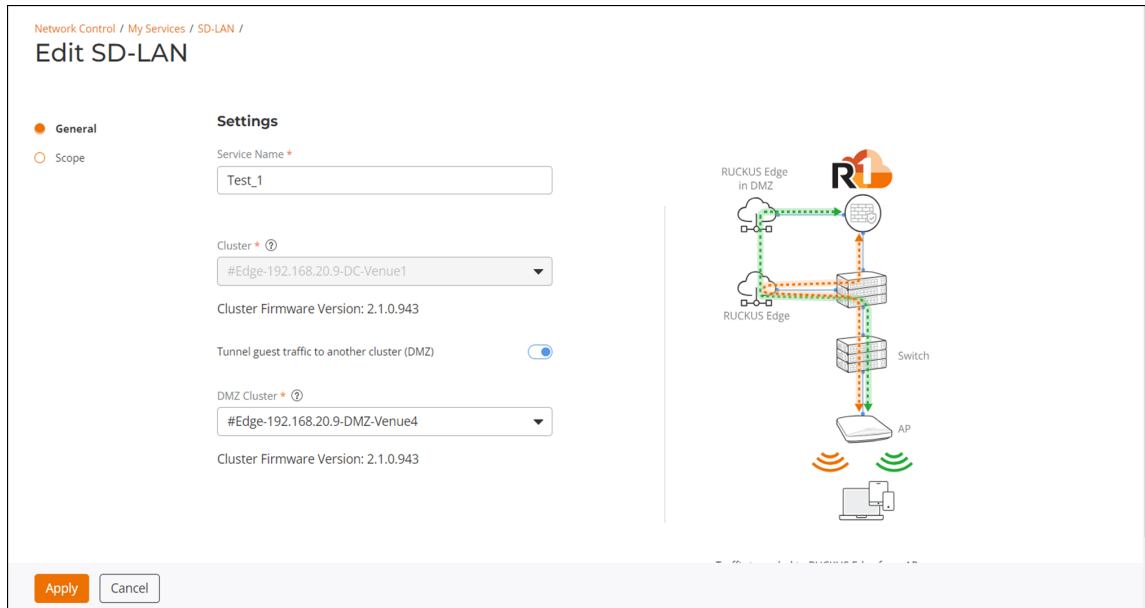 Network Control / My Services / SD-LAN /
Edit SD-LAN
General
Scope
Settings
Service Name *
Test_1
Cluster * ?
#Edge-192.168.20.9-DC-Venue1
Cluster Firmware Version: 2.1.0.943
Tunnel guest traffic to another cluster (DMZ)
DMZ Cluster * ?
#Edge-192.168.20.9-DMZ-Venue4
Cluster Firmware Version: 2.1.0.943
RUCKUS Edge
in DMZ
R1
RUCKUS Edge
Switch
AP
Apply
Cancel